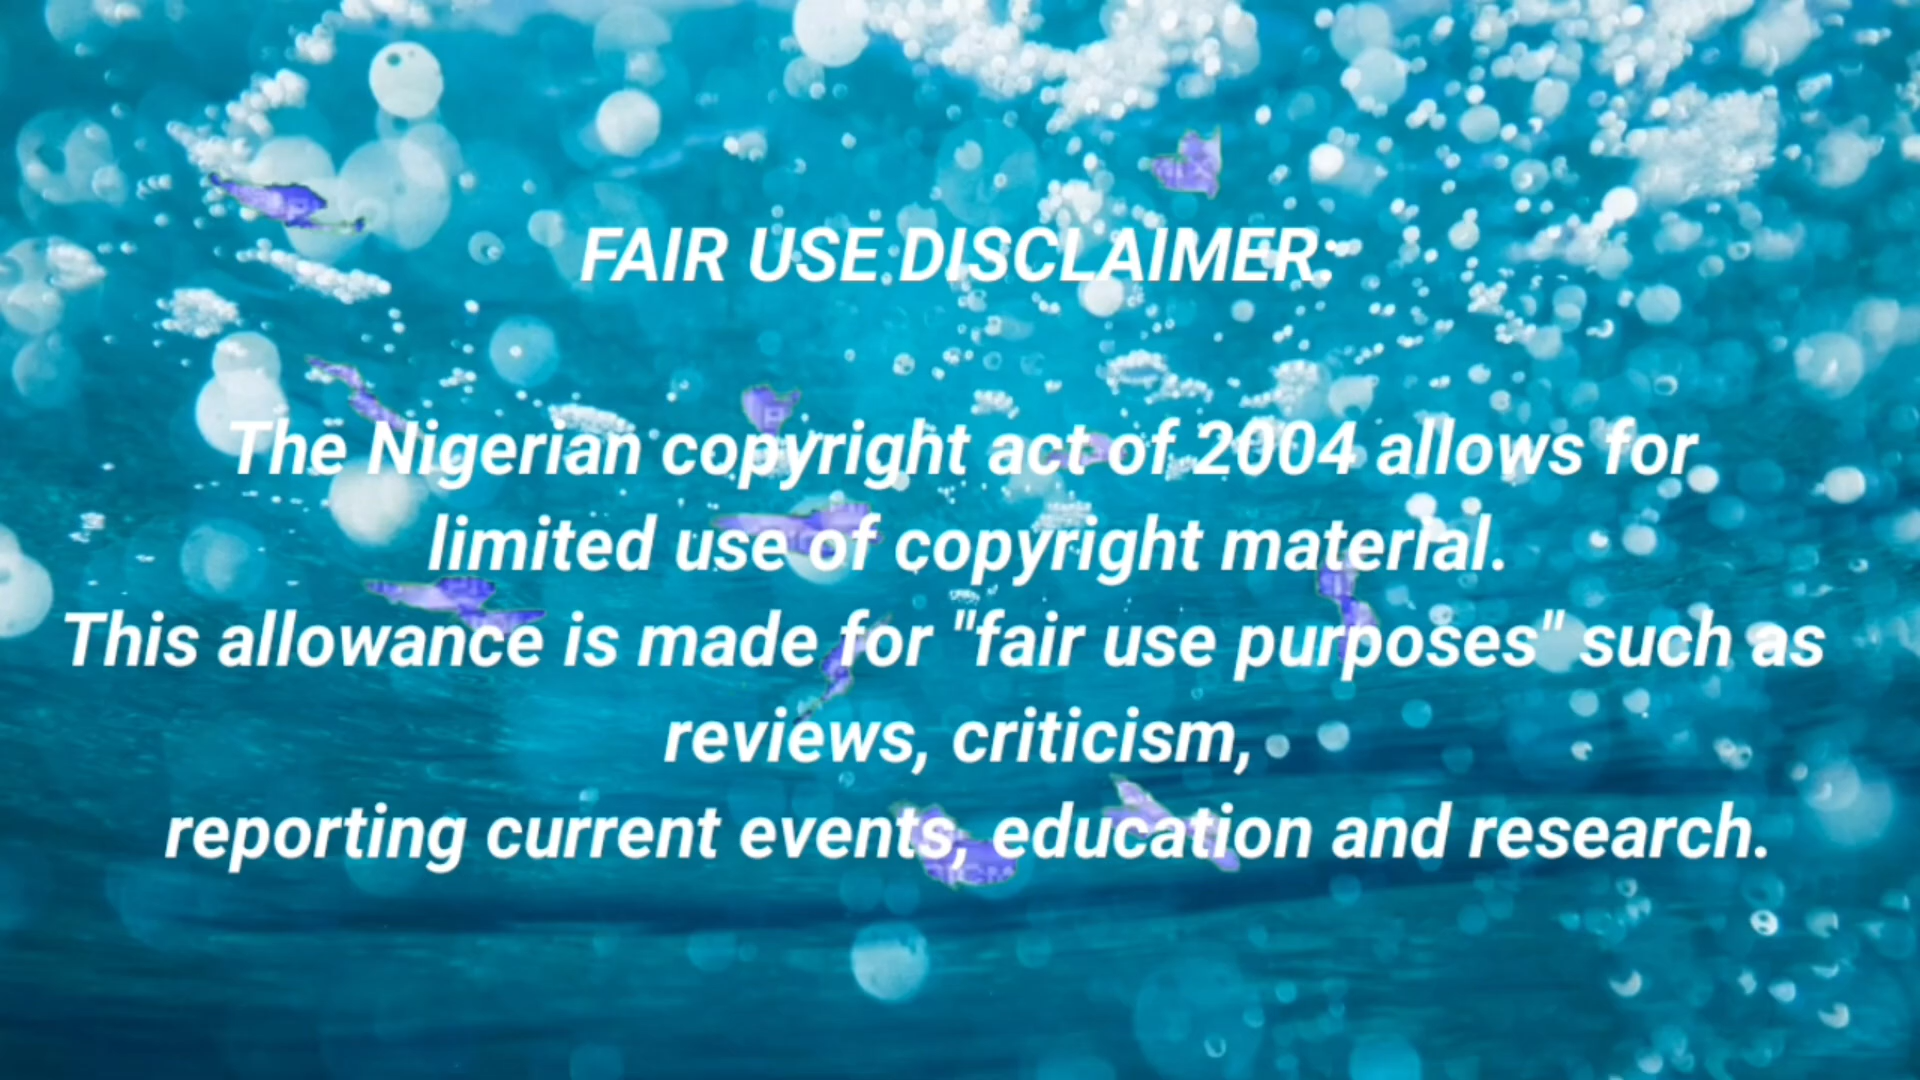 FAIR USE DISCLAIMER:
The Nigerian copyright act of 2004 allows for
limited use of copyright material.
This allowance is made for "fair use purposes" such as
reviews, criticism,
reporting current events, education and research.